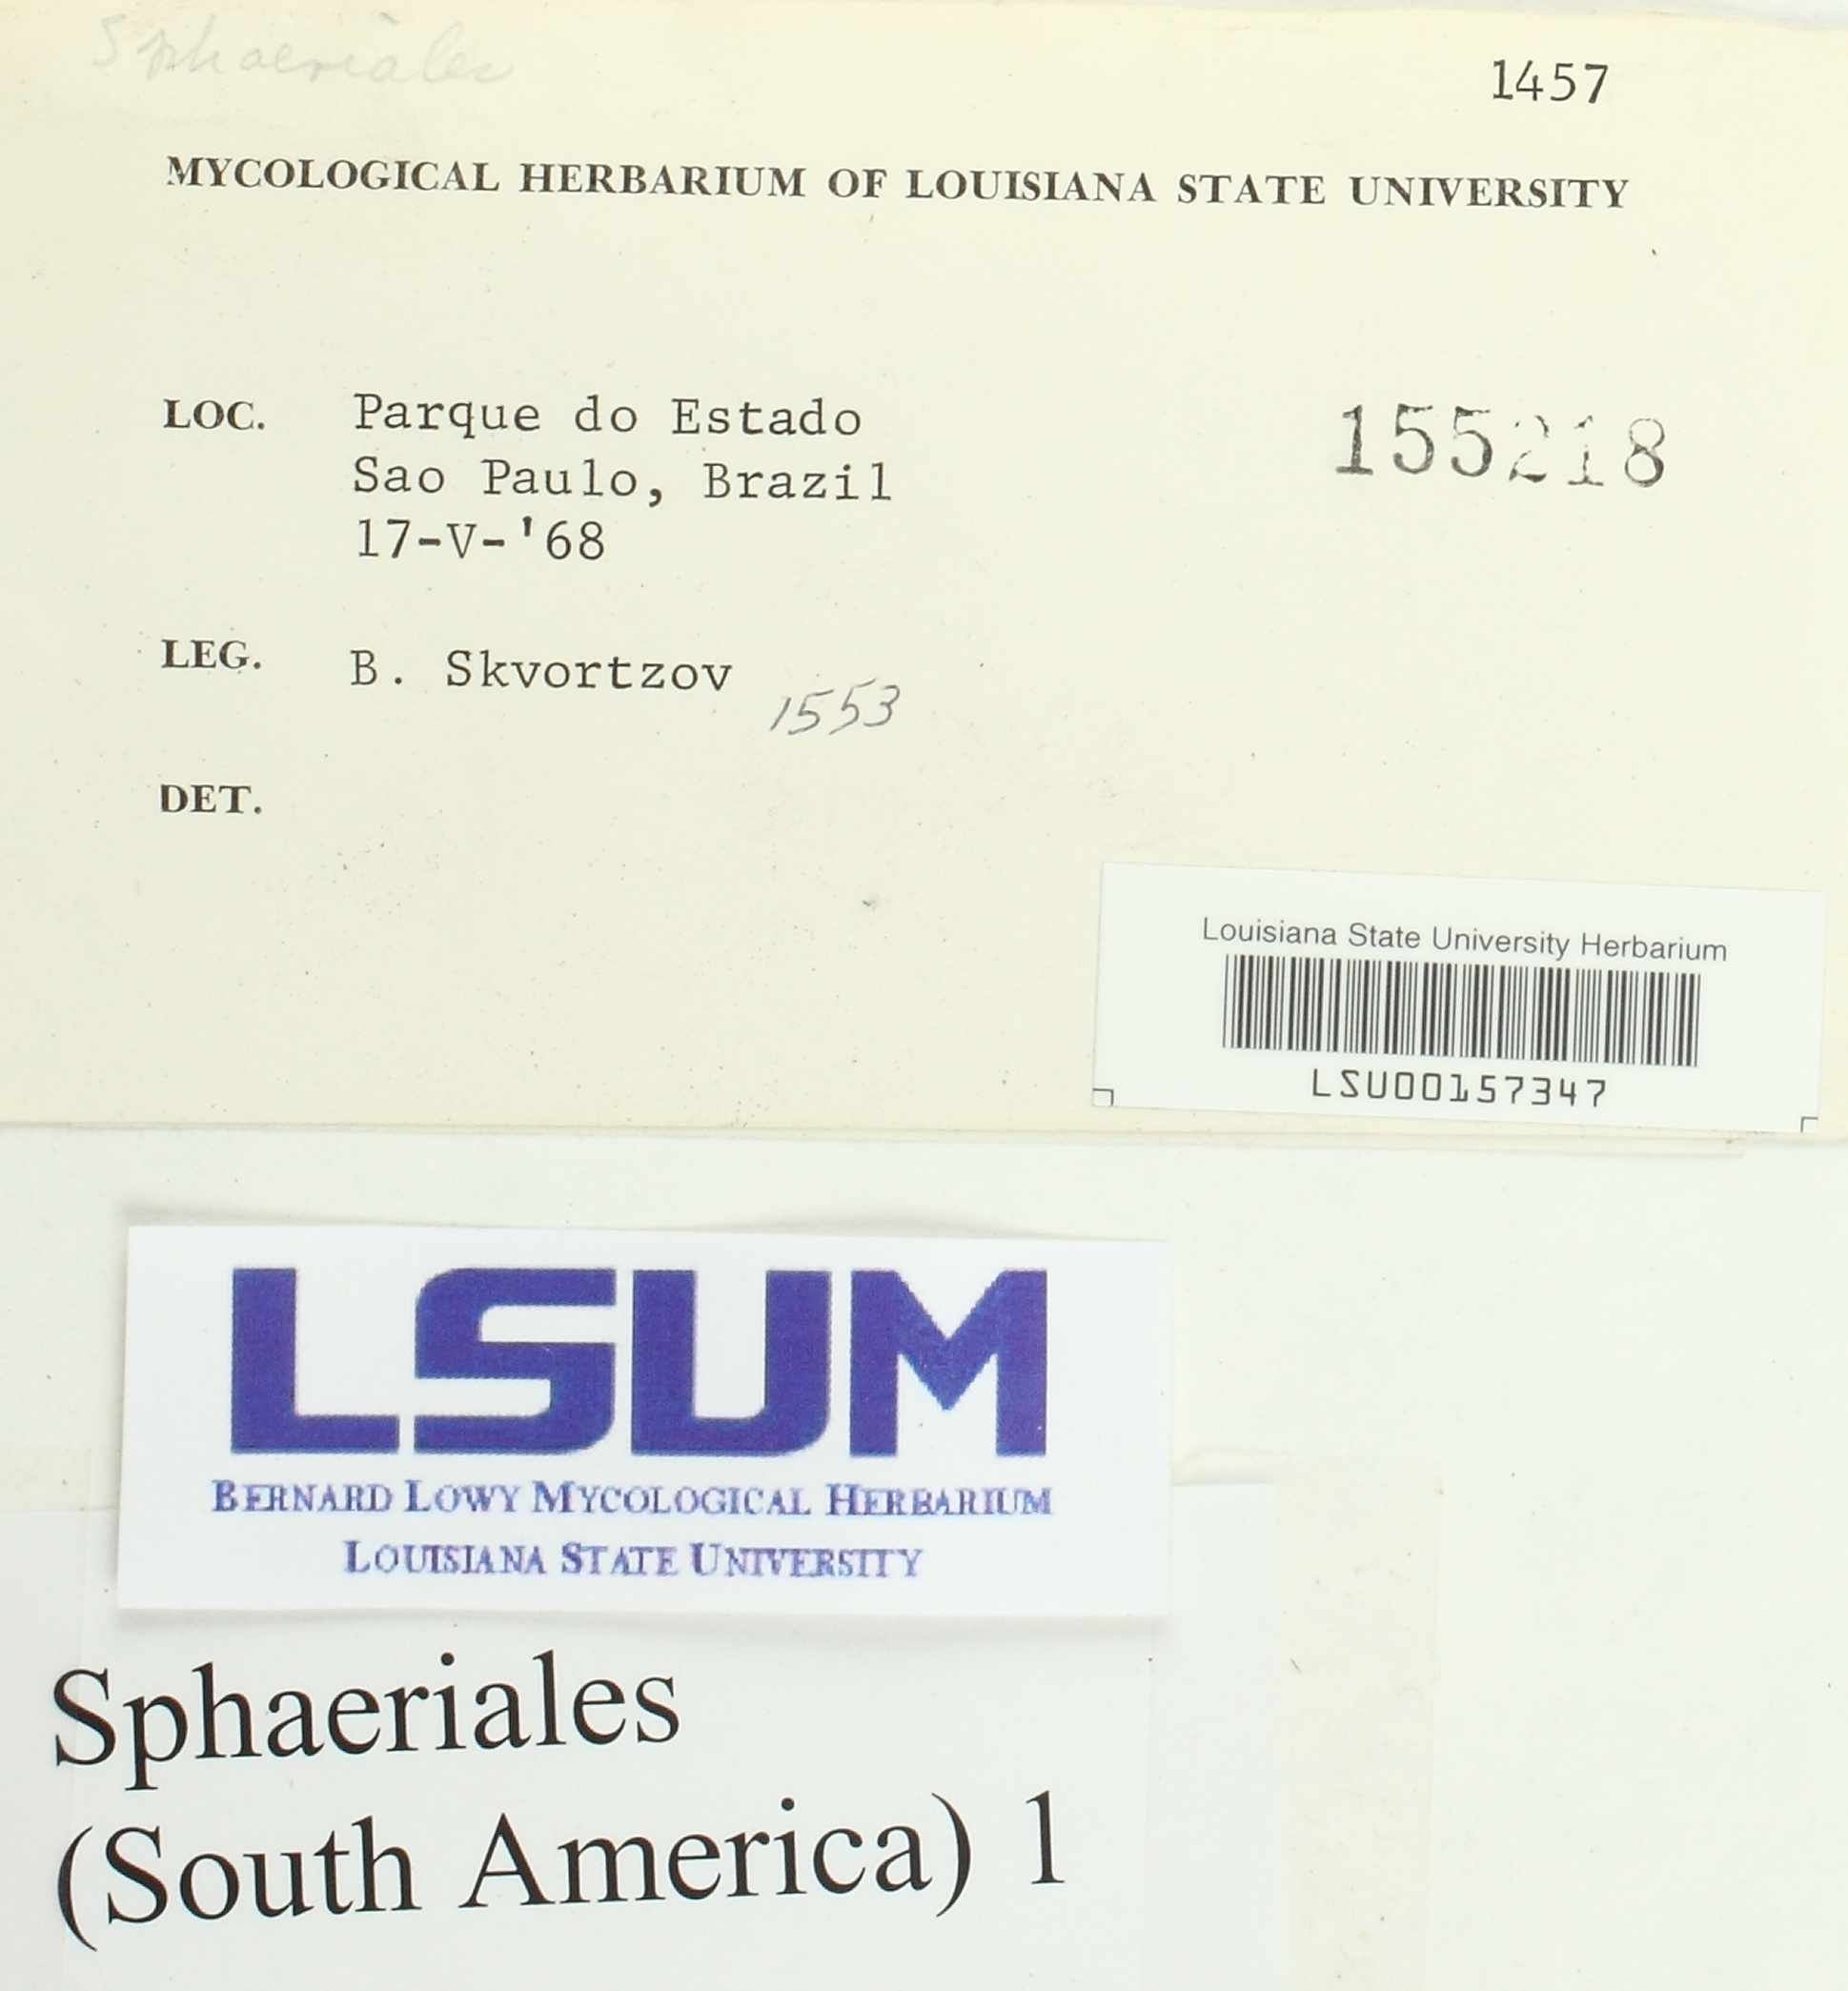 Sphaeriales
1457
MYCOLOGICAL HERBARIUM OF LOUISIANA STATE UNIVERSITY
LOC. Parque do Estado
Sao Paulo, Brazil
17-V-'68
155218
LEG. B. Skvortzov
1553
DET.
Louisiana State University Herbarium
LSU00157347
LSUM
BERNARD LOWY MYCOLOGICAL HERBARIUM
LOUISIANA STATE UNIVERSITY
Sphaeriales
(South America) 1